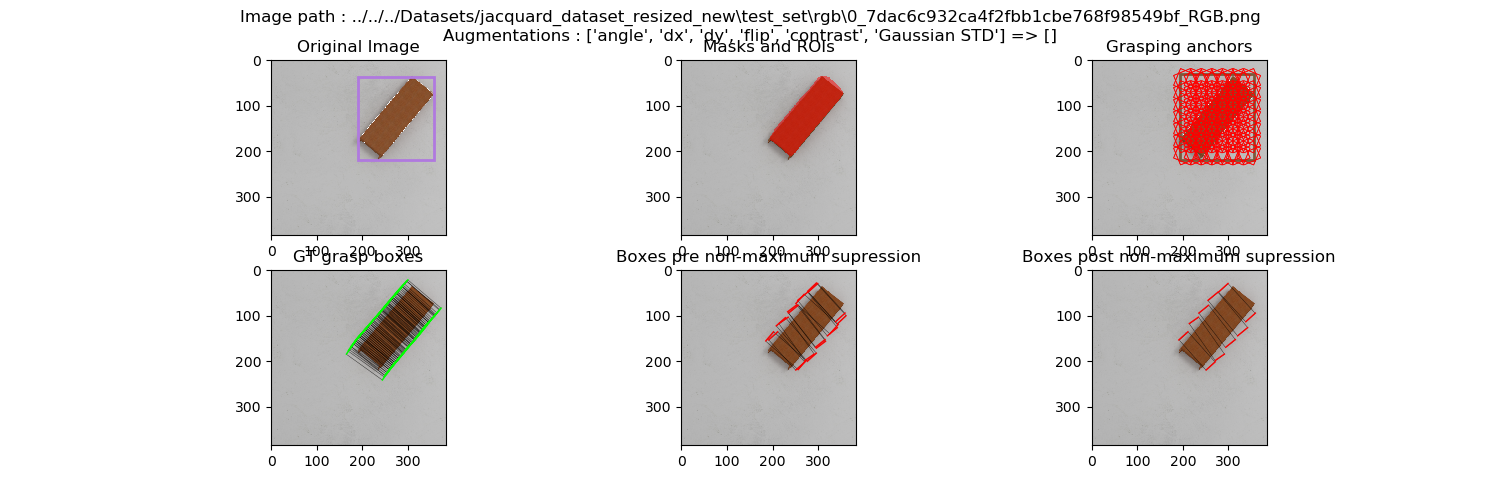 Image path : ../../../Datasets/jacquard_dataset_resized_new\test_set\rgb\0_7dac6c932ca4f2fbb1cbe768f98549bf_RGB.png
Augmentations : ['angle', 'dx', 'dy', 'flip', 'contrast', 'Gaussian STD'] => []
Original Image
Masks and ROIs
Grasping anchors
0
100
200
300
0 100 200 300
0
100
200
300
0 100 200 300
0
100
200
300
0 100 200 300
GT grasp boxes
Boxes pre non-maximum supression
Boxes post non-maximum supression
0
100
200
300
0 100 200 300
0
100
200
300
0 100 200 300
0
100
200
300
0 100 200 300